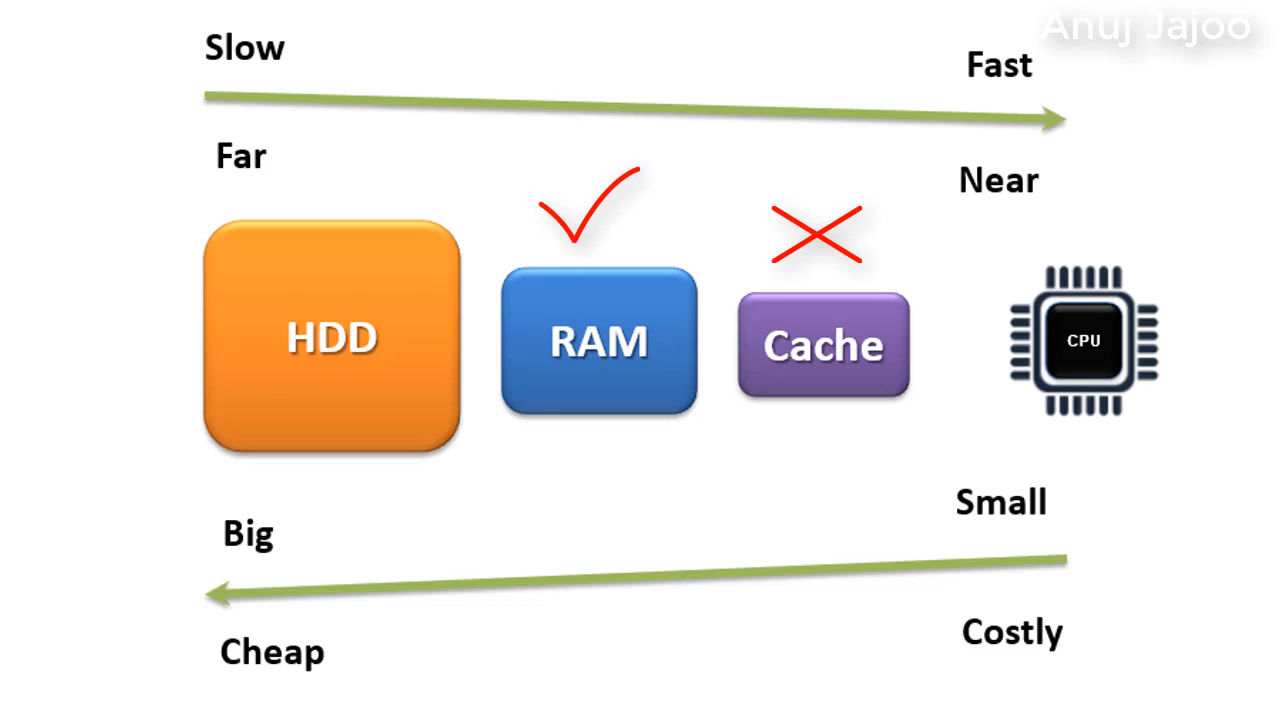 Anuj Jajoo
Slow
Fast
Far
Near
HDD
RAM
Cache
CPU
Small
Big
Costly
Cheap